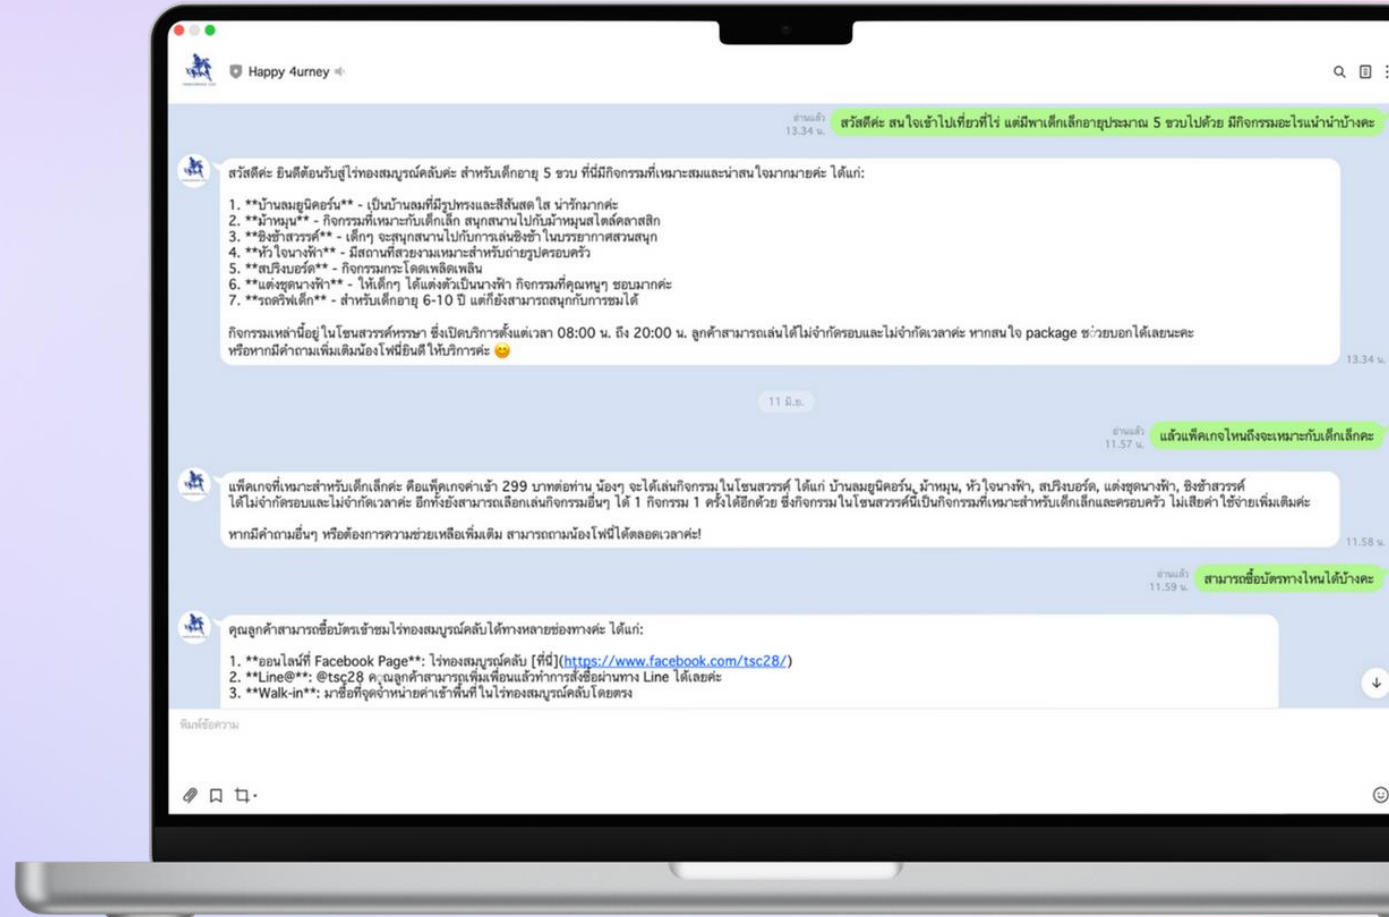 Happy 4urney
อ่านแล้ว
13.34 น.
สวัสดีค่ะ สนใจเข้าไปเที่ยวที่ไร่ แต่มีพาเด็กเล็กอายุประมาณ 5 ขวบไปด้วย มีกิจกรรมอะไรแนำนำบ้างคะ
สวัสดีค่ะ ยินดีต้อนรับสู่ไร่ทองสมบูรณ์คลับค่ะ สำหรับเด็กอายุ 5 ขวบ ที่นี่มีกิจกรรมที่เหมาะสมและน่าสนใจมากมายค่ะ ได้แก่:
1. **บ้านลมยูนิคอร์น** - เป็นบ้านลมที่มีรูปทรงและสีสันสดใส น่ารักมากค่ะ
2. **ม้าหมุน** - กิจกรรมที่เหมาะกับเด็กเล็ก สนุกสนานไปกับม้าหมุนสไตล์คลาสสิก
3. **ชิงช้าสวรรค์** - เด็กๆ จะสนุกสนานไปกับการเล่นชิงช้าในบรรยากาศสวนสนุก
4. **หัวใจนางฟ้า** - มีสถานที่สวยงามเหมาะสำหรับถ่ายรูปครอบครัว
5. **สปริงบอร์ด** - กิจกรรมกระโดดเพลิดเพลิน
6. **แต่งชุดนางฟ้า** - ให้เด็กๆ ได้แต่งตัวเป็นนางฟ้า กิจกรรมที่คุณหนูๆ ชอบมากค่ะ
7. **รถดริฟเด็ก** - สำหรับเด็กอายุ 6-10 ปี แต่ก็ยังสามารถสนุกกับการชมได้
กิจกรรมเหล่านี้อยู่ในโซนสวรรค์หรรษา ซึ่งเปิดบริการตั้งแต่เวลา 08:00 น. ถึง 20:00 น. ลูกค้าสามารถเล่นได้ไม่จำกัดรอบและไม่จำกัดเวลาค่ะ หากสนใจ package ช่วยบอกได้เลยนะคะ
หรือหากมีคำถามเพิ่มเติมน้องโฟนี่ยินดีให้บริการค่ะ 😊
13.34 น.
11 มิ.ย.
อ่านแล้ว
11.57 น.
แล้วแพ็คเกจไหนถึงจะเหมาะกับเด็กเล็กคะ
แพ็คเกจที่เหมาะสำหรับเด็กเล็กค่ะ คือแพ็คเกจค่าเข้า 299 บาทต่อท่าน น้องๆ จะได้เล่นกิจกรรมในโซนสวรรค์ ได้แก่ บ้านลมยูนิคอร์น, ม้าหมุน, หัวใจนางฟ้า, สปริงบอร์ด, แต่งชุดนางฟ้า, ชิงช้าสวรรค์
ได้ไม่จำกัดรอบและไม่จำกัดเวลาค่ะ อีกทั้งยังสามารถเลือกเล่นกิจกรรมอื่นๆ ได้ 1 กิจกรรม 1 ครั้งได้อีกด้วย ซึ่งกิจกรรมในโซนสวรรค์นี้เป็นกิจกรรมที่เหมาะสำหรับเด็กเล็กและครอบครัว ไม่เสียค่าใช้จ่ายเพิ่มเติมค่ะ
หากมีคำถามอื่นๆ หรือต้องการความช่วยเหลือเพิ่มเติม สามารถถามน้องโฟนี่ได้ตลอดเวลาค่ะ!
11.58 น.
อ่านแล้ว
11.59 น.
สามารถซื้อบัตรทางไหนได้บ้างคะ
คุณลูกค้าสามารถซื้อบัตรเข้าชมไร่ทองสมบูรณ์คลับได้ทางหลายช่องทางค่ะ ได้แก่:
1. **ออนไลน์ที่ Facebook Page**: ไร่ทองสมบูรณ์คลับ [ที่นี่](https://www.facebook.com/tsc28/)
2. **Line@**: @tsc28 คุณลูกค้าสามารถเพิ่มเพื่อนแล้วทำการสั่งซื้อผ่านทาง Line ได้เลยค่ะ
3. **Walk-in**: มาซื้อที่จุดจำหน่ายค่าเข้าพื้นที่ในไร่ทองสมบูรณ์คลับโดยตรง
พิมพ์ข้อความ